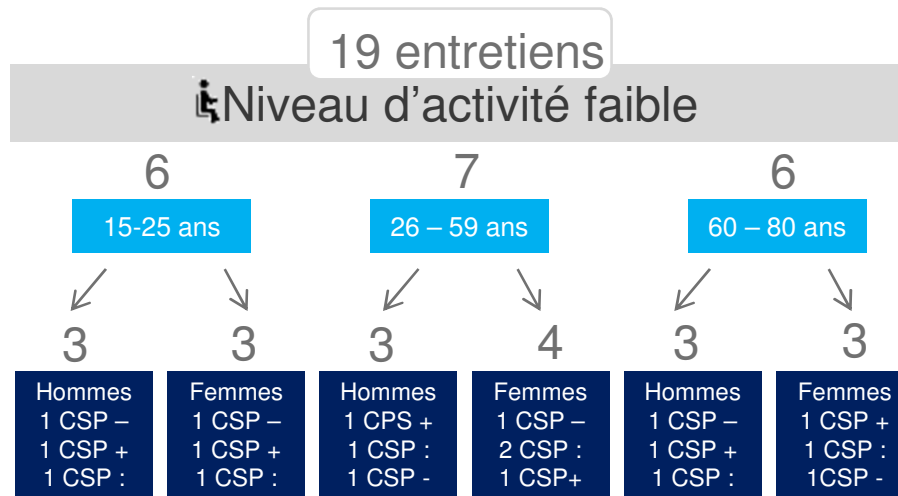 19 entretiens
Niveau d'activité faible
6
7
6
15-25 ans
26 – 59 ans
60 – 80 ans
3
3
3
4
3
3
Hommes
1 CSP –
1 CSP +
1 CSP :
Femmes
1 CSP –
1 CSP +
1 CSP :
Hommes
1 CPS +
1 CSP :
1 CSP -
Femmes
1 CSP –
2 CSP :
1 CSP+
Hommes
1 CSP –
1 CSP +
1 CSP :
Femmes
1 CSP +
1 CSP :
1CSP -